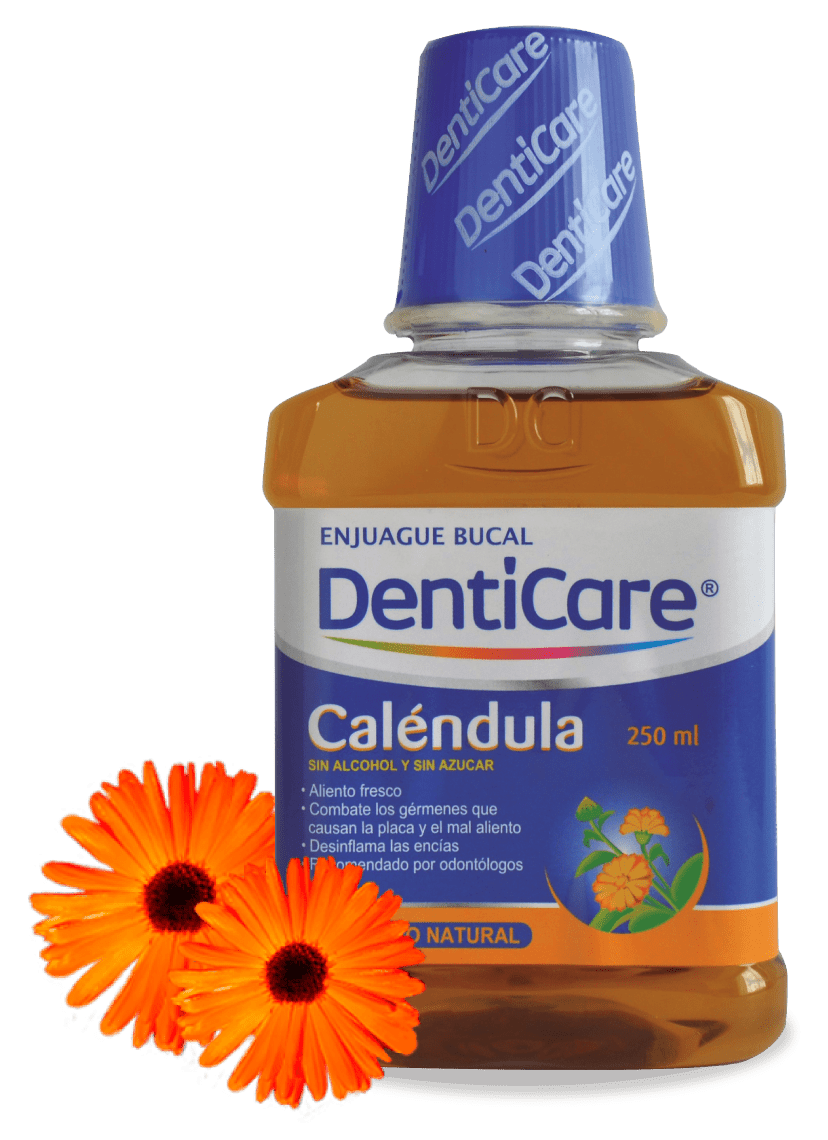 DentiCare
DentiCare
DentiCare
DC
ENJUAGUE BUCAL
DentiCare®
Caléndula
250 ml
SIN ALCOHOL Y SIN AZUCAR
· Aliento fresco
· Combate los gérmenes que
causan la placa y el mal aliento
· Desinflama las encías
· Recomendado por odontólogos
NATURAL